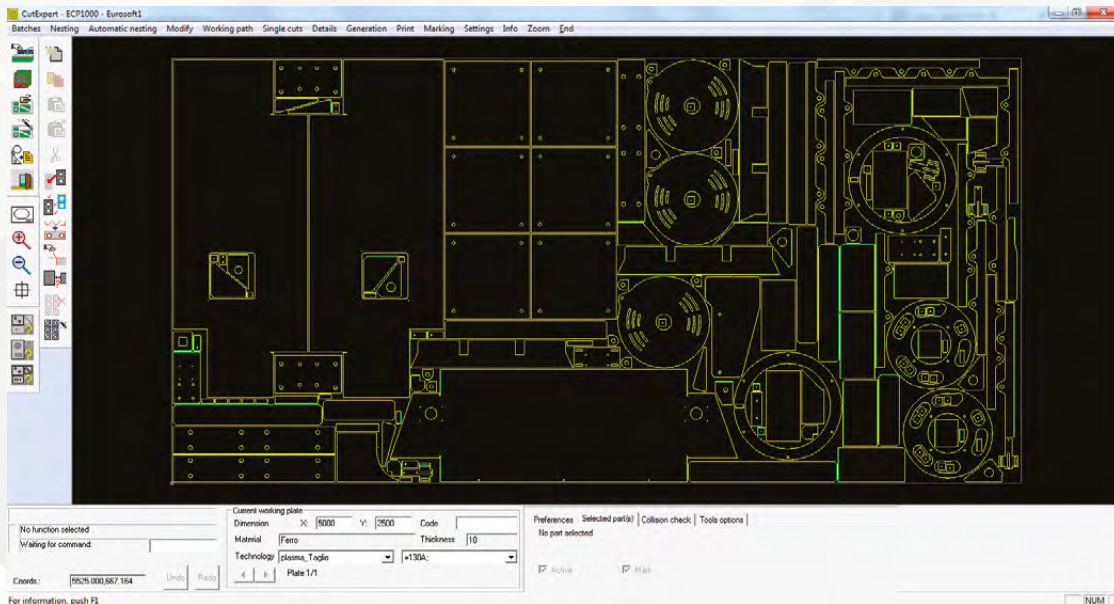 CutExpert - ECP1000 - Eurosoft1
Batches Nesting Automatic nesting Modify Working path Single cuts Details Generation Print Marking Settings Info Zoom End
No function selected
Waiting for command:
Coords.: 5525.000,667.164 Undo Redo
Current working plate
Dimension X: 5000 Y: 2500 Code
Material Ferro Thickness 10
Technology plasma_Taglio =130A;
Plate 1/1
Preferences Selected part(s) Collision check Tools options
No part selected
Active Mark
For information, push F1 NUM